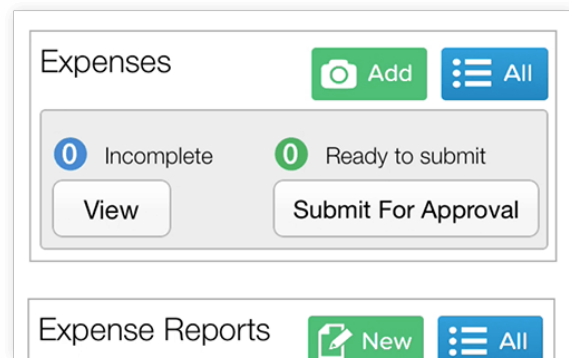 Expenses
Add
All
0 Incomplete
0 Ready to submit
View
Submit For Approval
Expense Reports
New
All